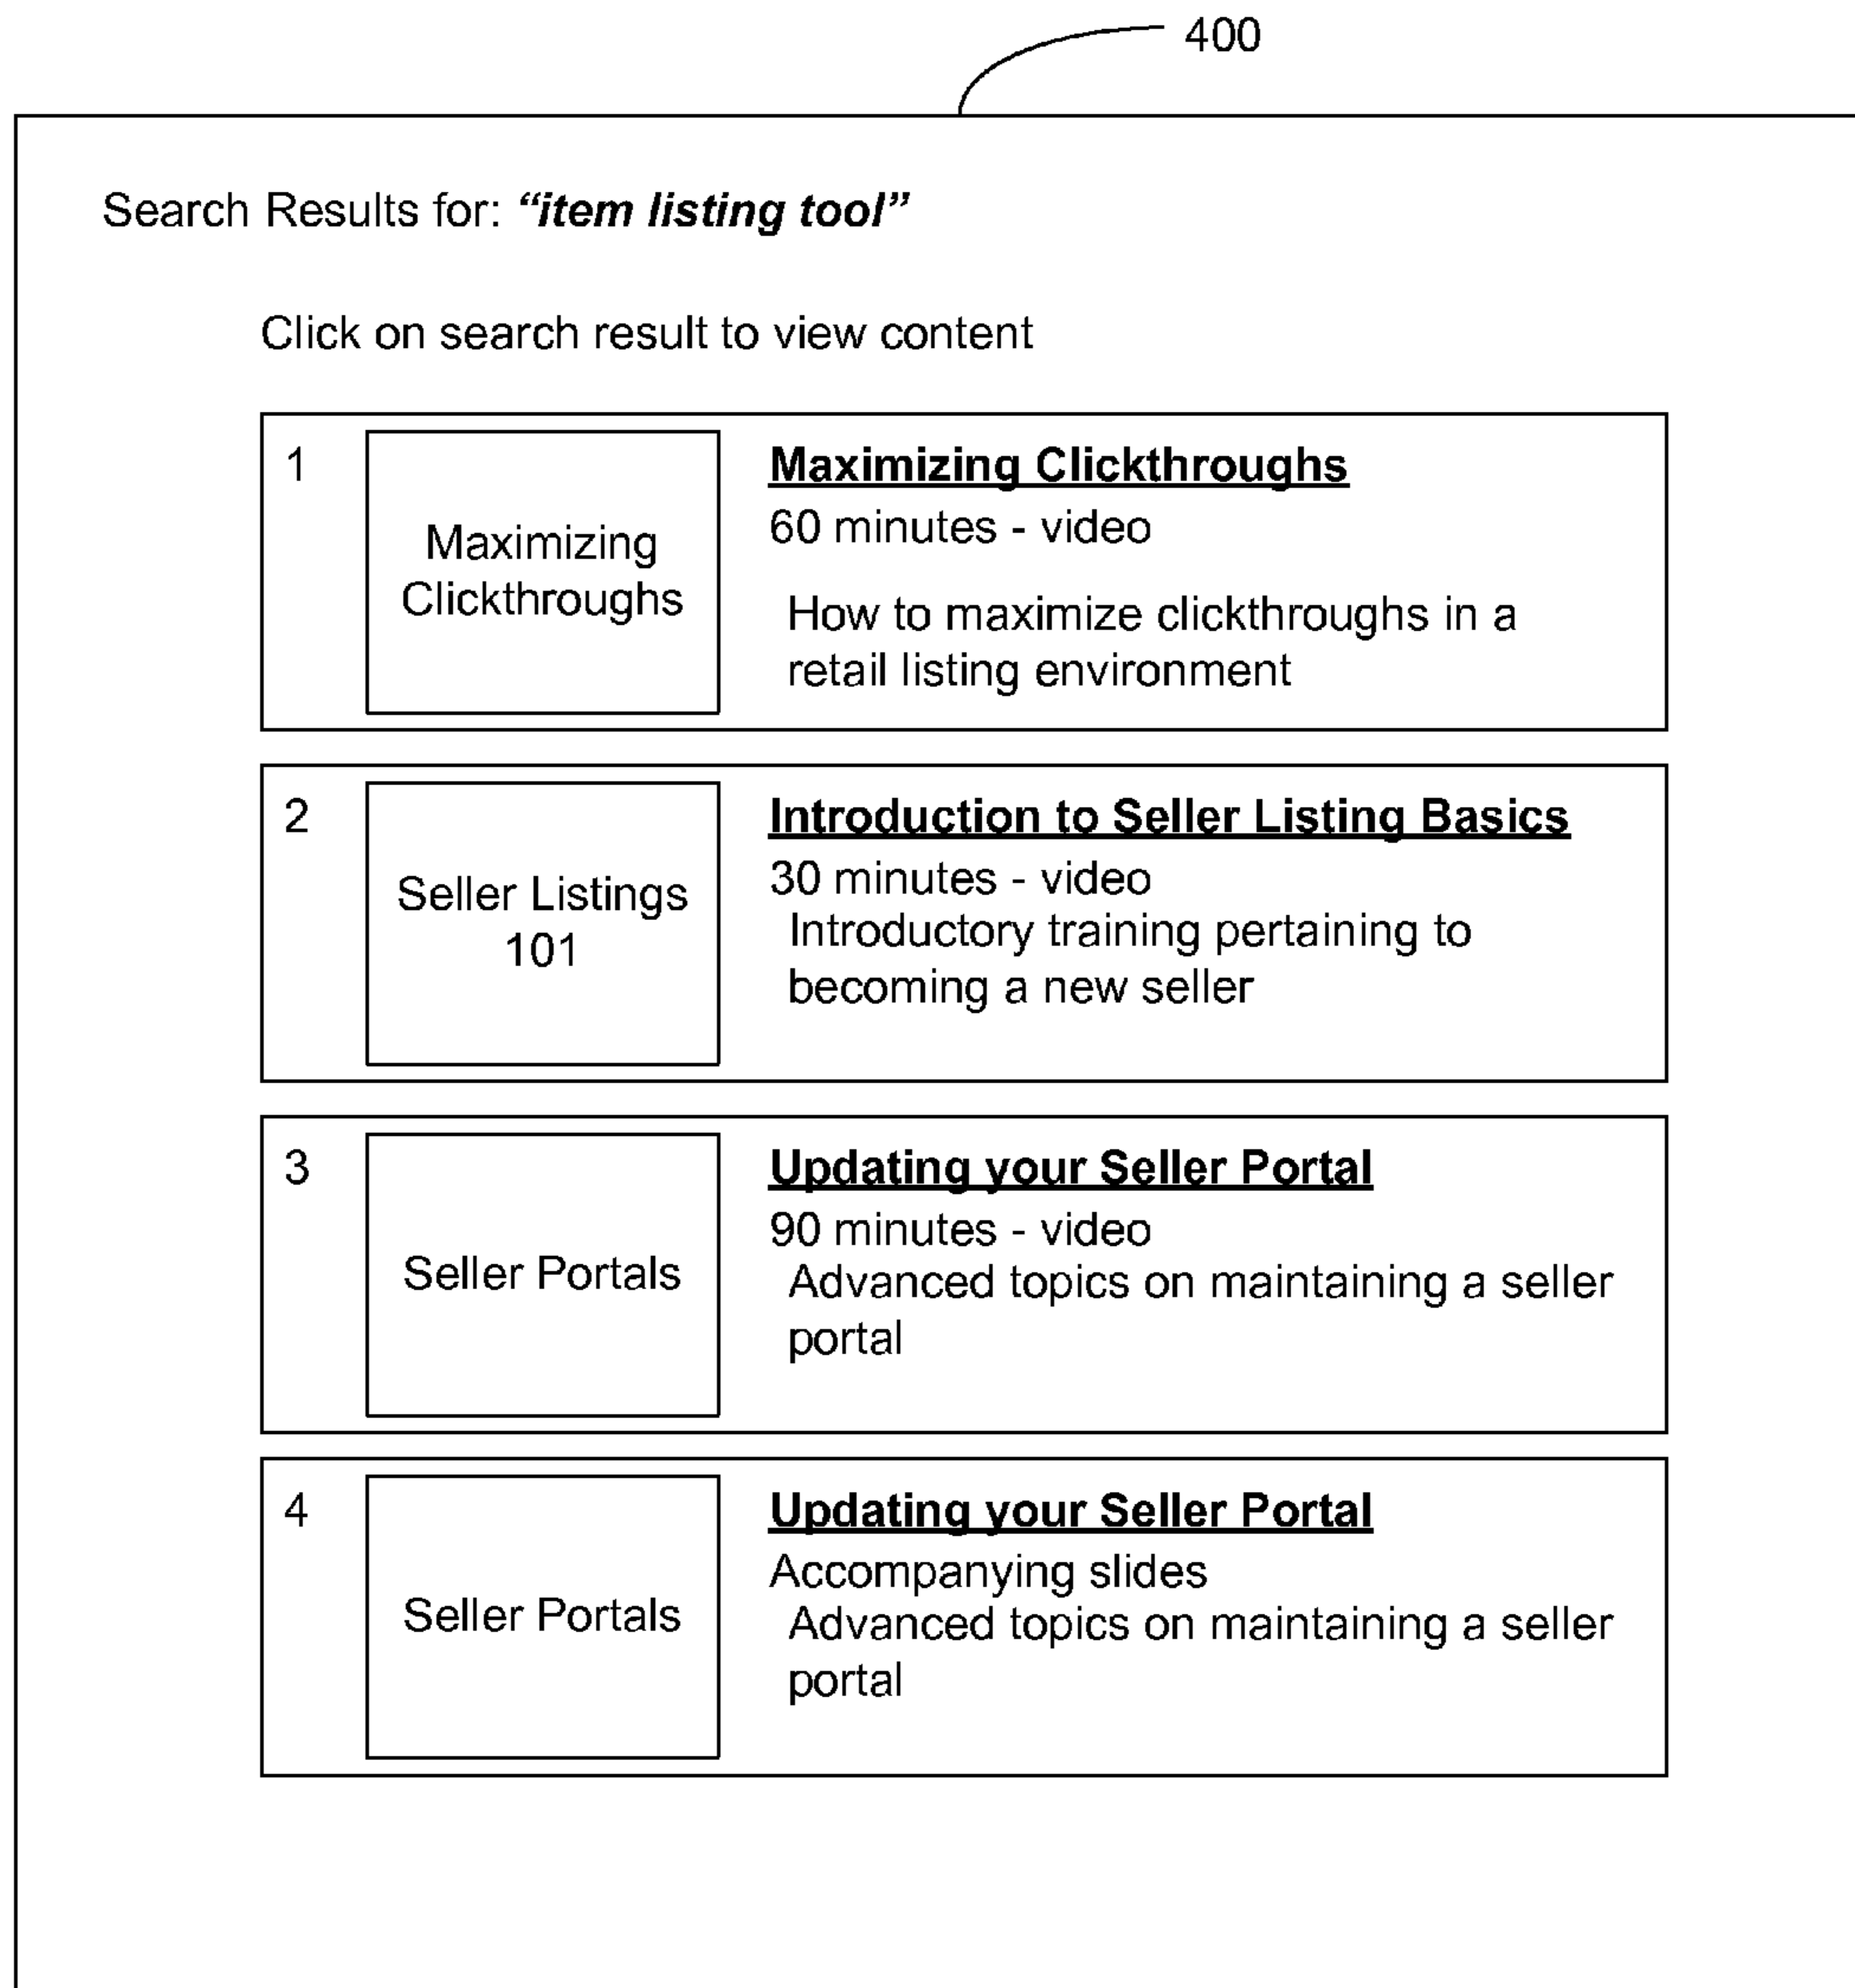 400
Search Results for: “item listing tool”
Click on search result to view content
1
Maximizing
Clickthroughs
Maximizing Clickthroughs
60 minutes - video
How to maximize clickthroughs in a
retail listing environment
2
Seller Listings
101
Introduction to Seller Listing Basics
30 minutes - video
Introductory training pertaining to
becoming a new seller
3
Seller Portals
Updating your Seller Portal
90 minutes - video
Advanced topics on maintaining a seller
portal
4
Seller Portals
Updating your Seller Portal
Accompanying slides
Advanced topics on maintaining a seller
portal